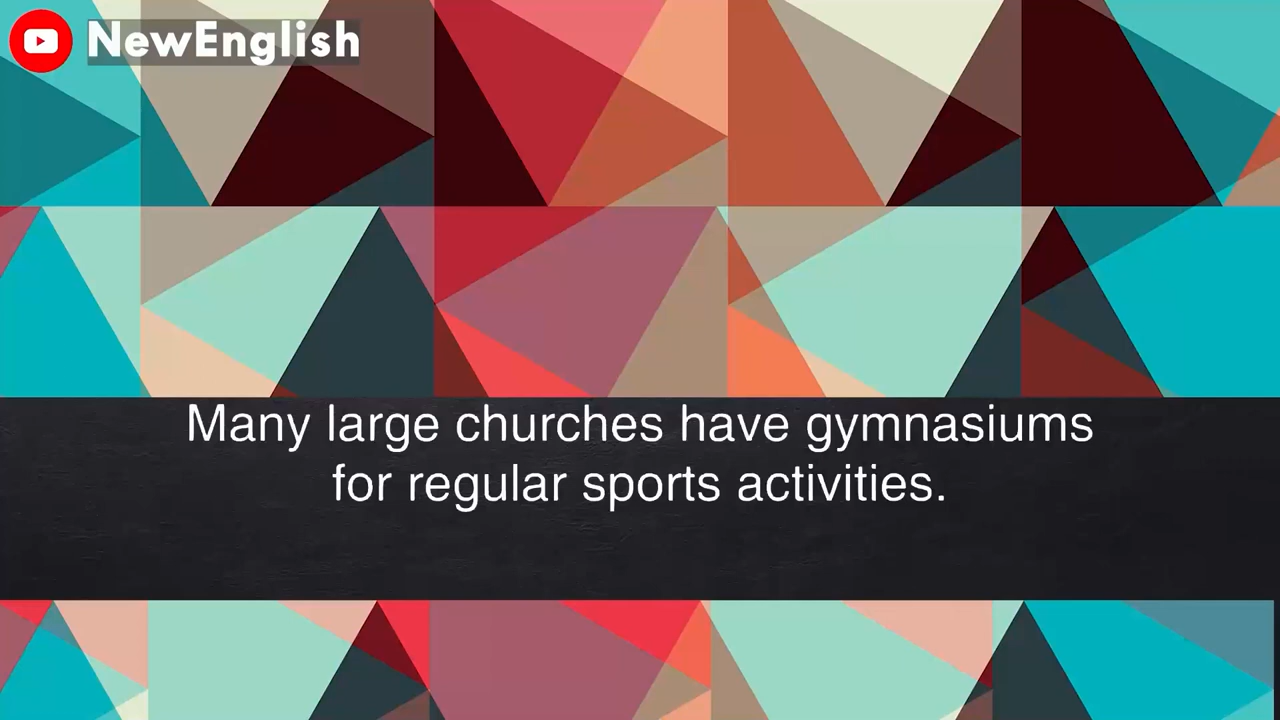 NewEnglish
Many large churches have gymnasiums
for regular sports activities.